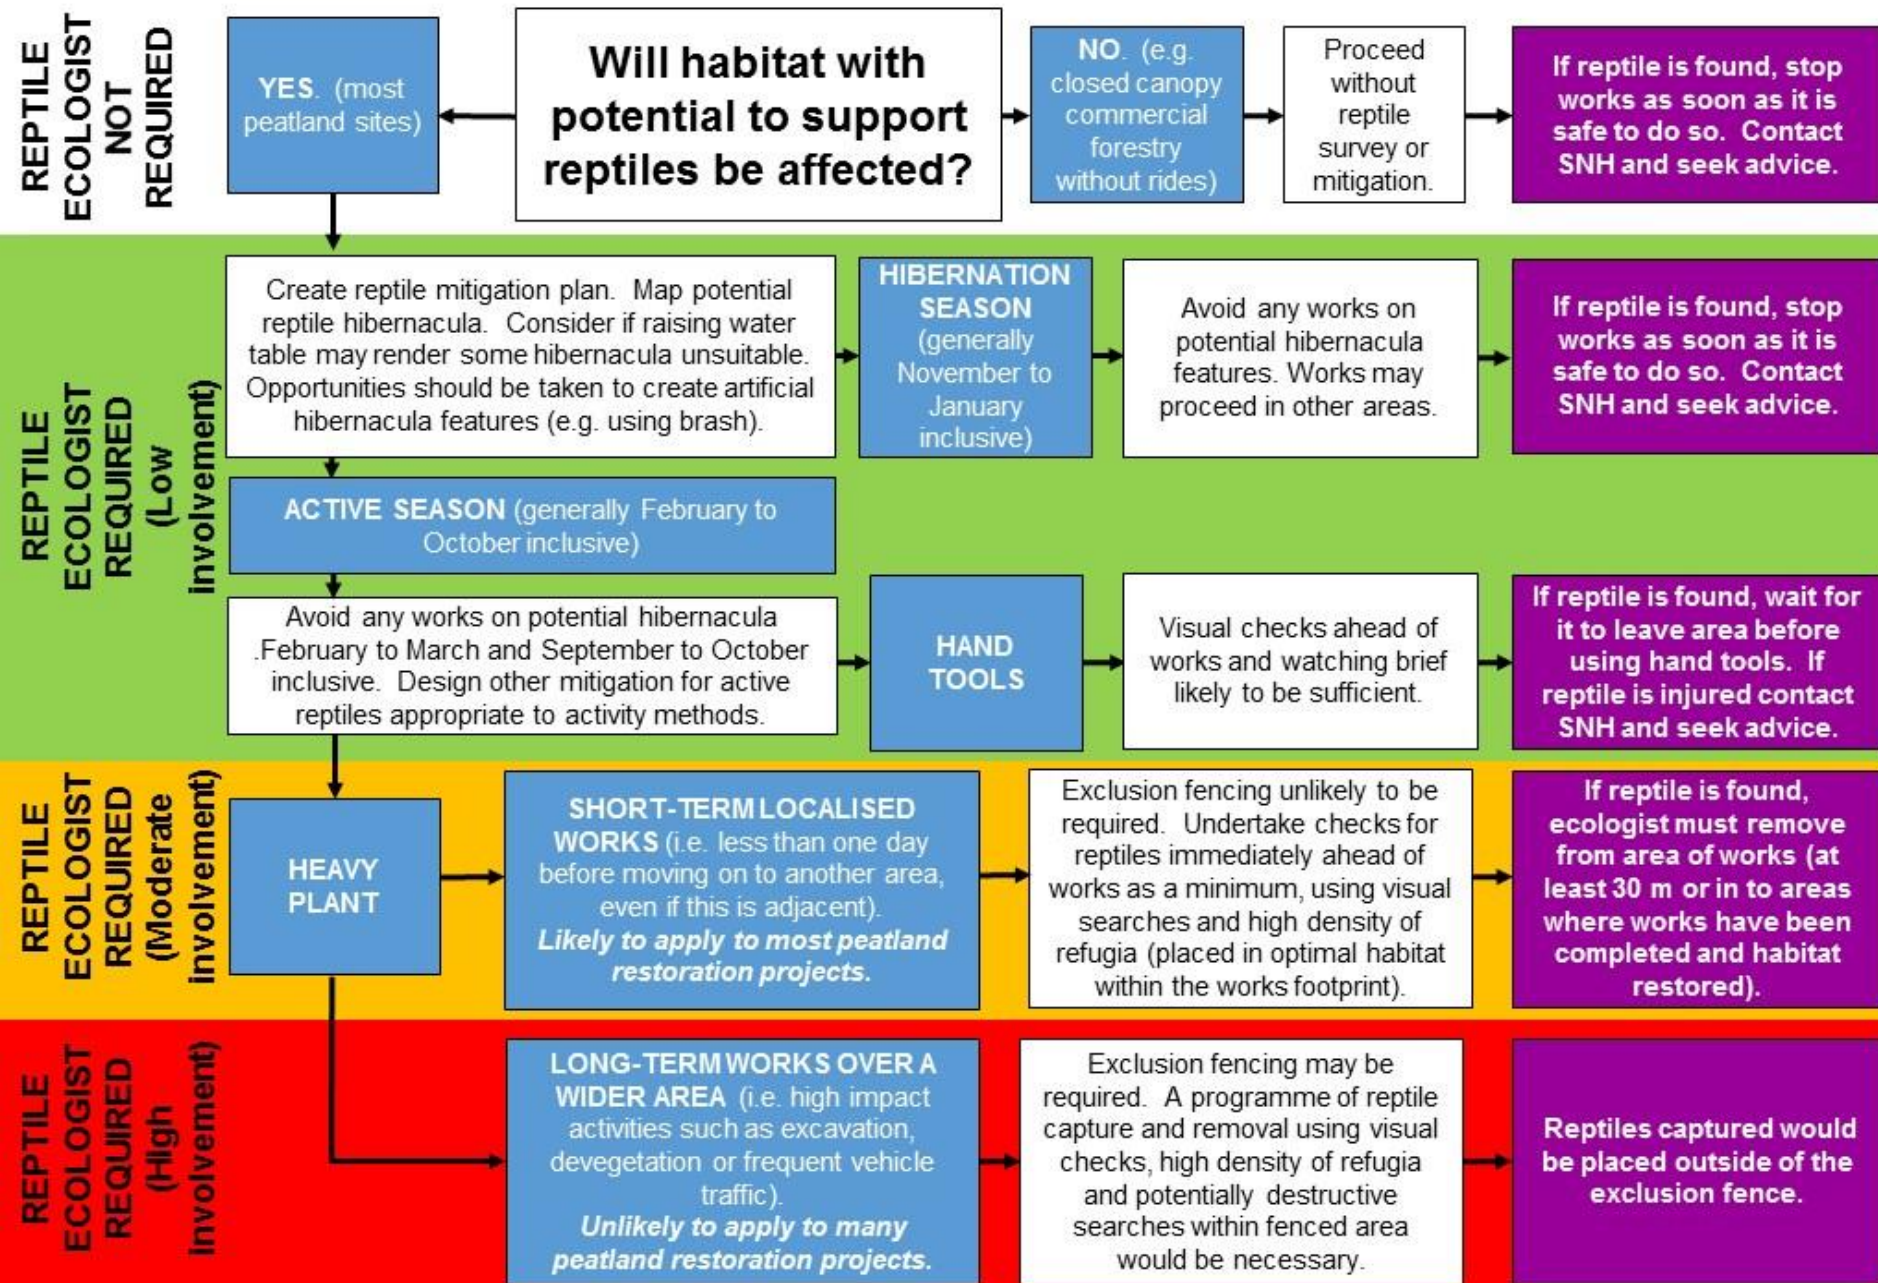 REPTILE
ECOLOGIST
NOT
REQUIRED
YES. (most
peatland sites)
Will habitat with
potential to support
reptiles be affected?
NO. (e.g.
closed canopy
commercial
forestry
without rides)
Proceed
without
reptile
survey or
mitigation.
If reptile is found, stop
works as soon as it is
safe to do so. Contact
SNH and seek advice.
REPTILE
ECOLOGIST
REQUIRED
(Low
involvement)
Create reptile mitigation plan. Map potential
reptile hibernacula. Consider if raising water
table may render some hibernacula unsuitable.
Opportunities should be taken to create artificial
hibernacula features (e.g. using brash).
HIBERNATION
SEASON
(generally
November to
January
inclusive)
Avoid any works on
potential hibernacula
features. Works may
proceed in other areas.
If reptile is found, stop
works as soon as it is
safe to do so. Contact
SNH and seek advice.
ACTIVE SEASON (generally February to
October inclusive)
Avoid any works on potential hibernacula
.February to March and September to October
inclusive. Design other mitigation for active
reptiles appropriate to activity methods.
HAND
TOOLS
Visual checks ahead of
works and watching brief
likely to be sufficient.
If reptile is found, wait for
it to leave area before
using hand tools. If
reptile is injured contact
SNH and seek advice.
REPTILE
ECOLOGIST
REQUIRED
(Moderate
involvement)
HEAVY
PLANT
SHORT-TERM LOCALISED
WORKS (i.e. less than one day
before moving on to another area,
even if this is adjacent).
Likely to apply to most peatland
restoration projects.
Exclusion fencing unlikely to be
required. Undertake checks for
reptiles immediately ahead of
works as a minimum, using visual
searches and high density of
refugia (placed in optimal habitat
within the works footprint).
If reptile is found,
ecologist must remove
from area of works (at
least 30 m or in to areas
where works have been
completed and habitat
restored).
REPTILE
ECOLOGIST
REQUIRED
(High
involvement)
LONG-TERM WORKS OVER A
WIDER AREA (i.e. high impact
activities such as excavation,
devegetation or frequent vehicle
traffic).
Unlikely to apply to many
peatland restoration projects.
Exclusion fencing may be
required. A programme of reptile
capture and removal using visual
checks, high density of refugia
and potentially destructive
searches within fenced area
would be necessary.
Reptiles captured would
be placed outside of the
exclusion fence.